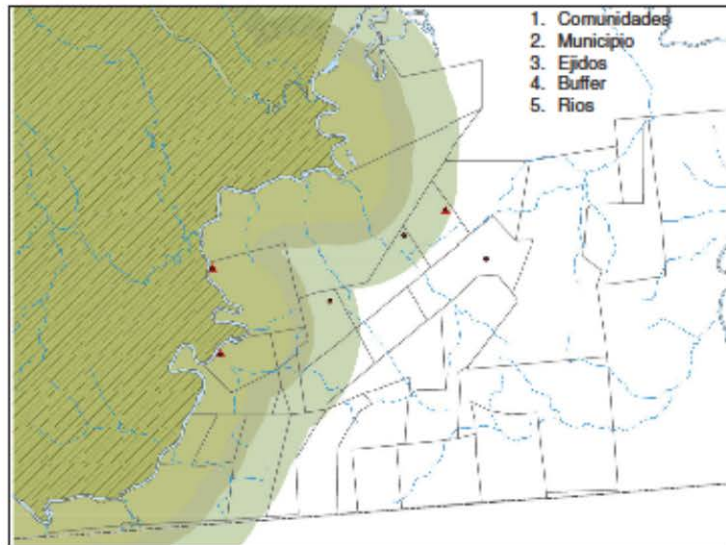 1. Comunidades
2. Municipio
3. Ejidos
4. Buffer
5. Rios